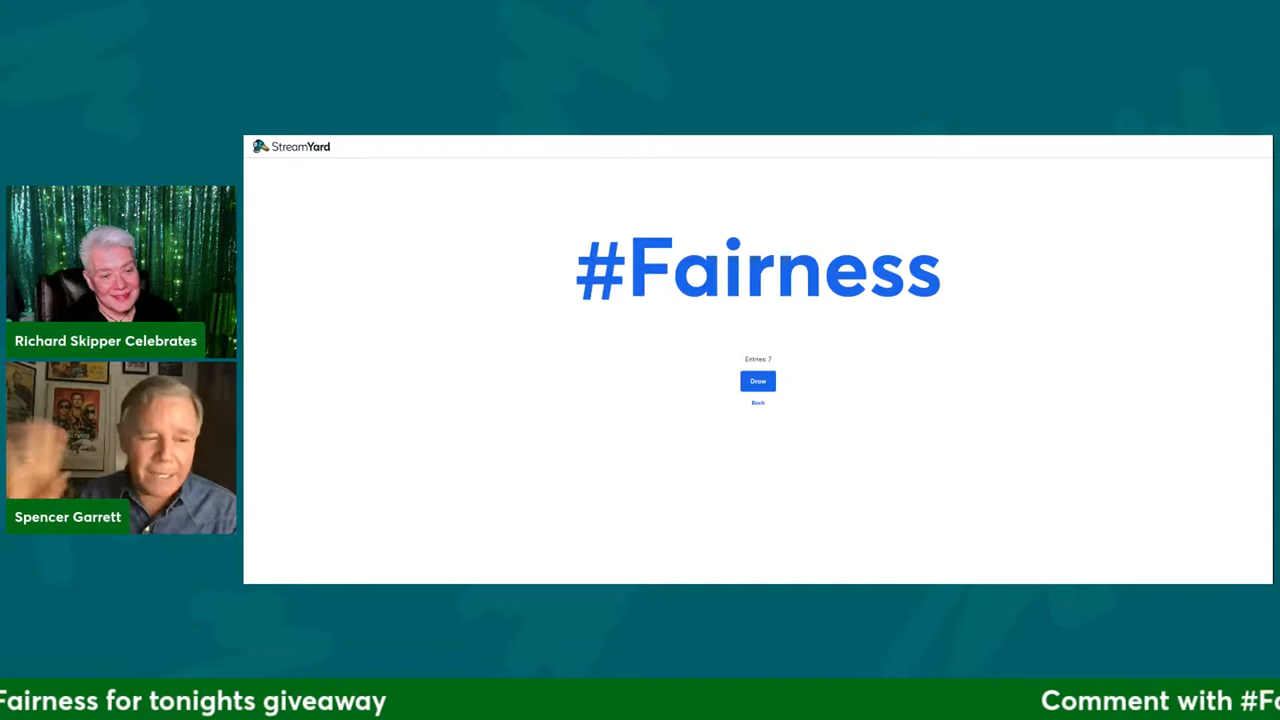 StreamYard
#Fairness
Entries: 7
Draw
Back
Richard Skipper Celebrates
Spencer Garrett
Fairness for tonights giveaway
Comment with #Fa